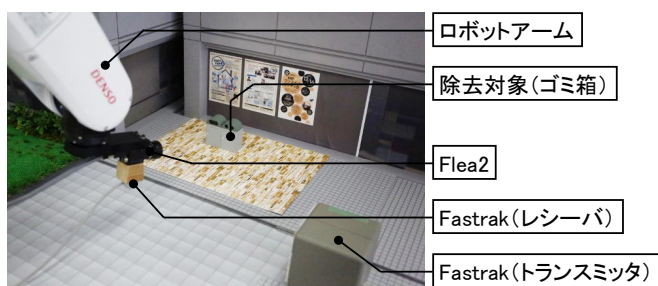 ロボットアーム
DENSO
除去対象(ゴミ箱)
Flea2
Fastrak(レシーバ)
Fastrak(トランスミッタ)